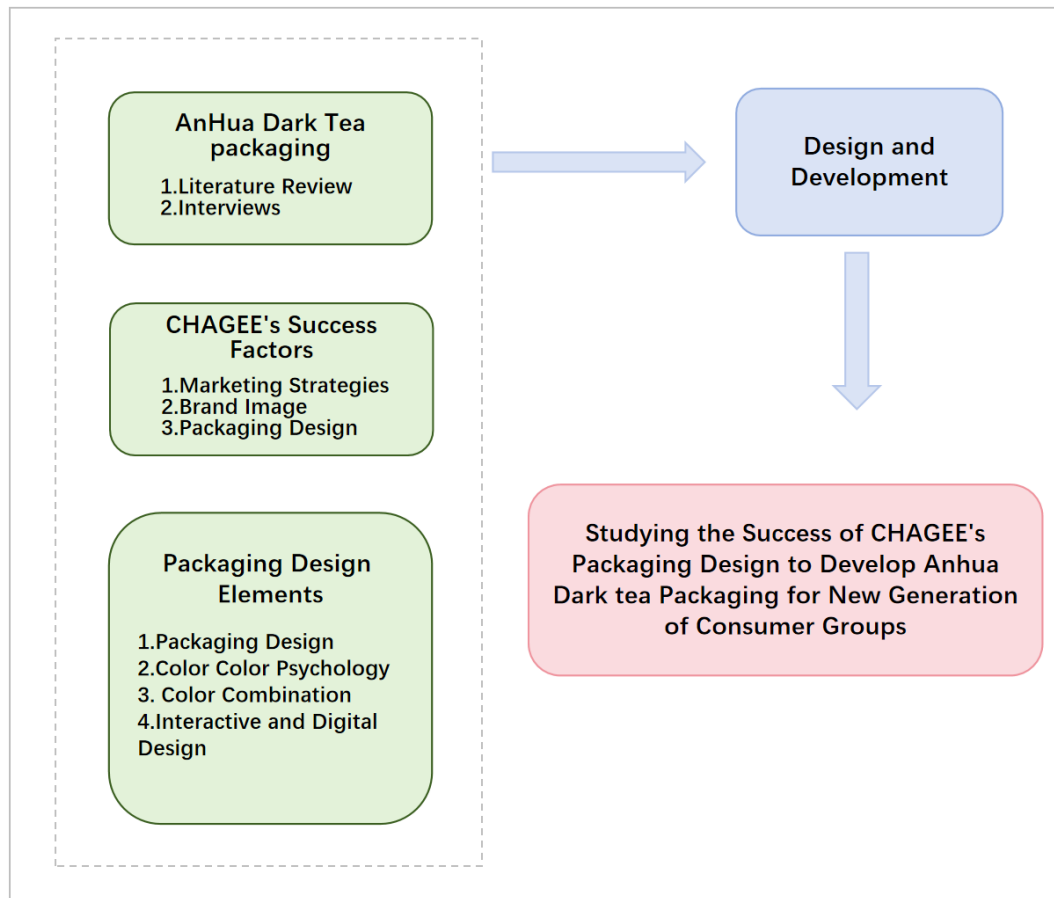 AnHua Dark Tea
packaging
1.Literature Review
2.Interviews
CHAGEE's Success
Factors
1.Marketing Strategies
2.Brand Image
3.Packaging Design
Packaging Design
Elements
1.Packaging Design
2.Color Color Psychology
3. Color Combination
4.Interactive and Digital
Design
Design and
Development
Studying the Success of CHAGEE's
Packaging Design to Develop Anhua
Dark tea Packaging for New Generation
of Consumer Groups